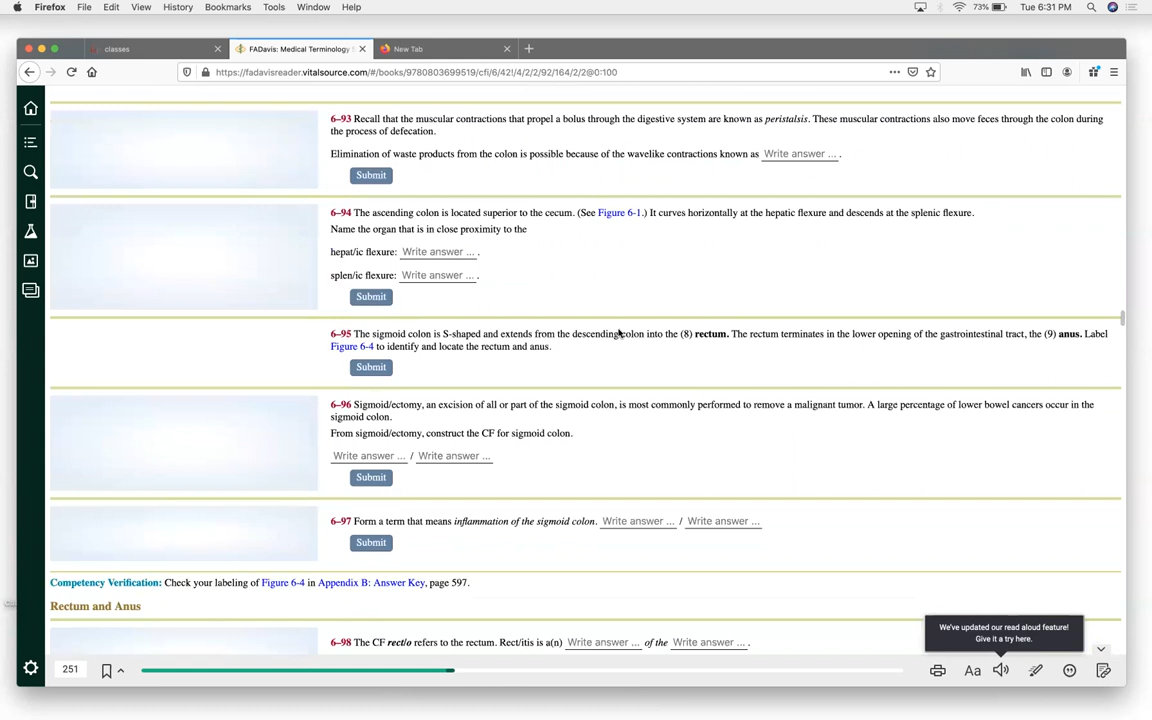 Firefox File Edit View History Bookmarks Tools Window Help 73% Tue 6:31 PM
classes FADavis: Medical Terminology New Tab
https://fadavisreader.vitalsource.com/#/books/9780803699519/cfi/6/42!/4/2/2/92/164/2/2@0:100
6–93 Recall that the muscular contractions that propel a bolus through the digestive system are known as peristalsis. These muscular contractions also move feces through the colon during
the process of defecation.
Elimination of waste products from the colon is possible because of the wavelike contractions known as Write answer ... .
Submit
6–94 The ascending colon is located superior to the cecum. (See Figure 6-1.) It curves horizontally at the hepatic flexure and descends at the splenic flexure.
Name the organ that is in close proximity to the
hepat/ic flexure: Write answer ... .
splen/ic flexure: Write answer ... .
Submit
6–95 The sigmoid colon is S-shaped and extends from the descending colon into the (8) rectum. The rectum terminates in the lower opening of the gastrointestinal tract, the (9) anus. Label
Figure 6-4 to identify and locate the rectum and anus.
Submit
6–96 Sigmoid/ectomy, an excision of all or part of the sigmoid colon, is most commonly performed to remove a malignant tumor. A large percentage of lower bowel cancers occur in the
sigmoid colon.
From sigmoid/ectomy, construct the CF for sigmoid colon.
Write answer ... / Write answer ...
Submit
6–97 Form a term that means inflammation of the sigmoid colon. Write answer ... / Write answer ...
Submit
Competency Verification: Check your labeling of Figure 6-4 in Appendix B: Answer Key, page 597.
Rectum and Anus
6–98 The CF rect/o refers to the rectum. Rect/itis is a(n) Write answer ... of the Write answer ... .
We've updated our read aloud feature!
Give it a try here.
251 Aa